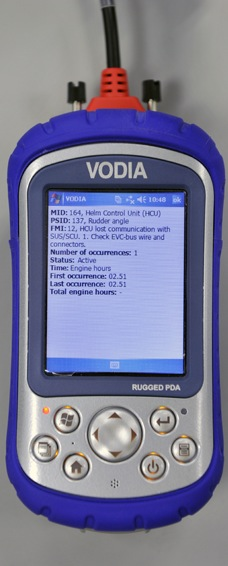 VODIA
VODIA 10:48 ok
MID: 164, Helm Control Unit (HCU)
PSID: 137, Rudder angle
FMI: 12, HCU lost communication with
SUS/SCU. 1. Check EVC-bus wire and
connectors.
Number of occurrences: 1
Status: Active
Time: Engine hours
First occurrence: 02.51
Last occurrence: 02.51
Total engine hours: -
RUGGED PDA